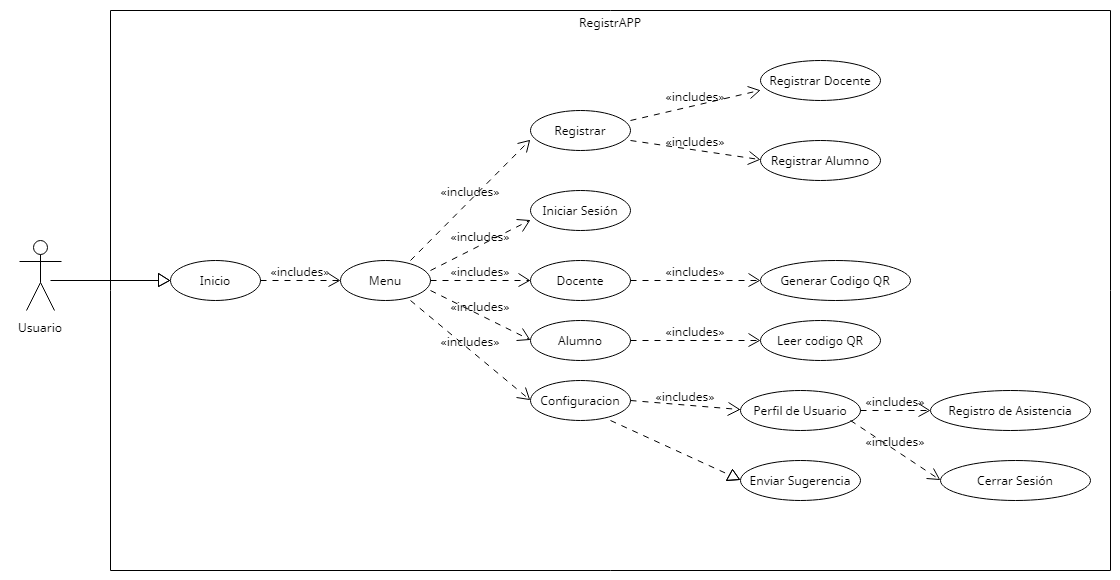 RegistrAPP
Registrar Docente
«includes»
Registrar
«includes»
Registrar Alumno
«includes»
Iniciar Sesión
«includes»
Usuario
Inicio
«includes»
Menu
«includes»
Docente
«includes»
Generar Codigo QR
«includes»
Alumno
«includes»
Leer codigo QR
«includes»
Configuracion
«includes»
Perfil de Usuario
«includes»
Registro de Asistencia
«includes»
Enviar Sugerencia
Cerrar Sesión